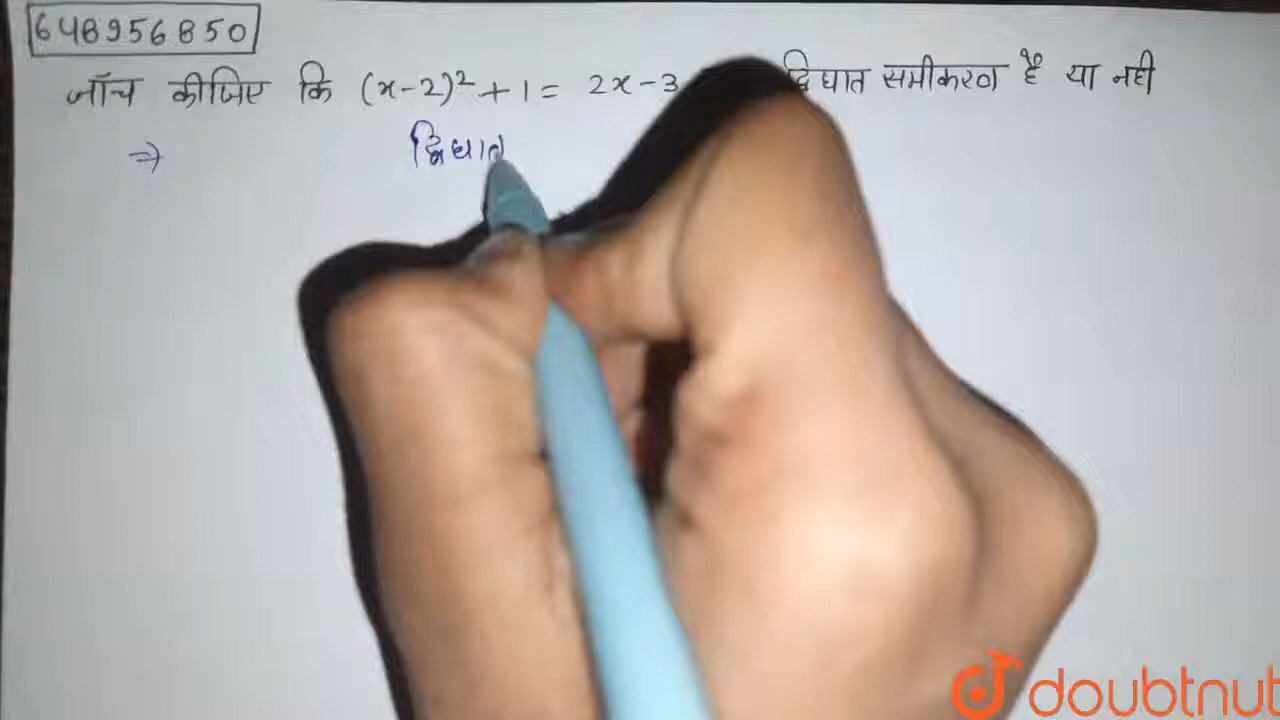 648956850
जाँच कीजिए कि (x-2)² + 1 = 2x - 3 द्विघात समीकरण है या नही
⇒ द्विघात
doubtnut